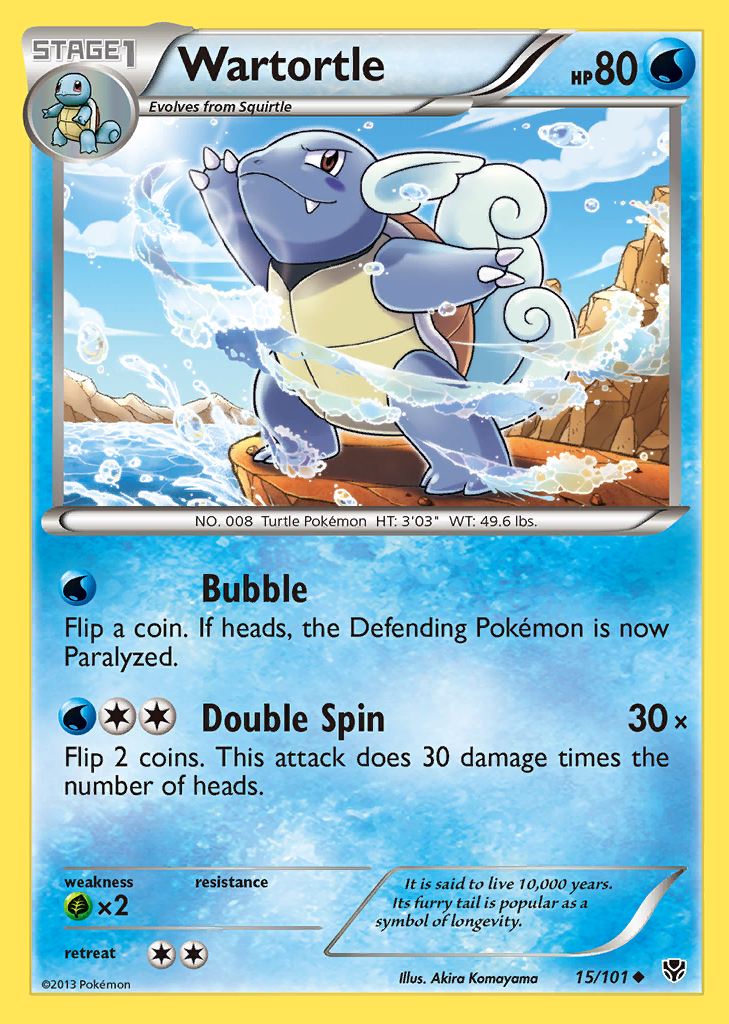 STAGE1
Wartortle
HP80
Evolves from Squirtle
NO. 008 Turtle Pokémon HT: 3'03" WT: 49.6 lbs.
Bubble
Flip a coin. If heads, the Defending Pokémon is now
Paralyzed.
Double Spin 30×
Flip 2 coins. This attack does 30 damage times the
number of heads.
weakness resistance
×2
It is said to live 10,000 years.
Its furry tail is popular as a
symbol of longevity.
retreat
©2013 Pokémon
Illus. Akira Komayama
15/101